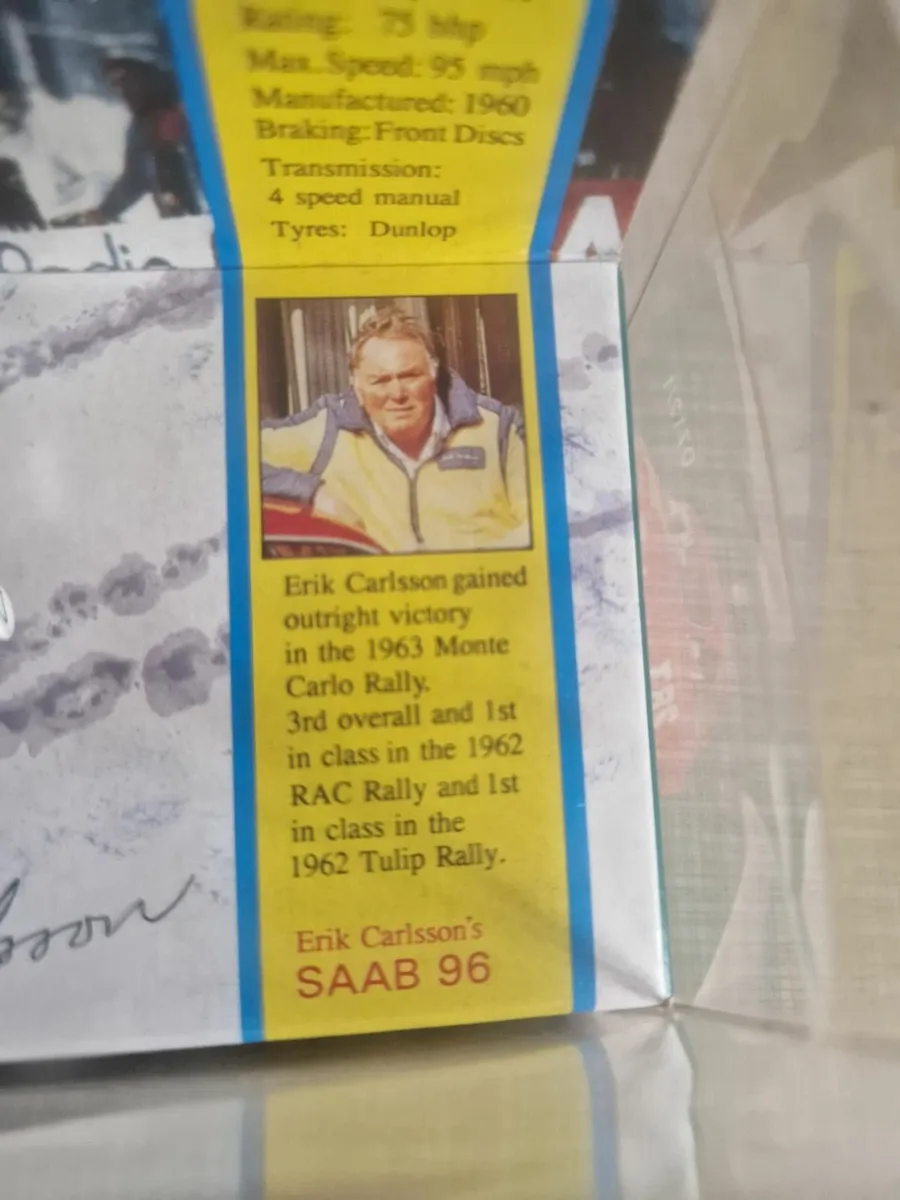 Rating: 75 bhp
Max. Speed: 95 mph
Manufactured: 1960
Braking: Front Discs
Transmission:
4 speed manual
Tyres: Dunlop
Erik Carlsson gained
outright victory
in the 1963 Monte
Carlo Rally.
3rd overall and 1st
in class in the 1962
RAC Rally and 1st
in class in the
1962 Tulip Rally.
Erik Carlsson's
SAAB 96